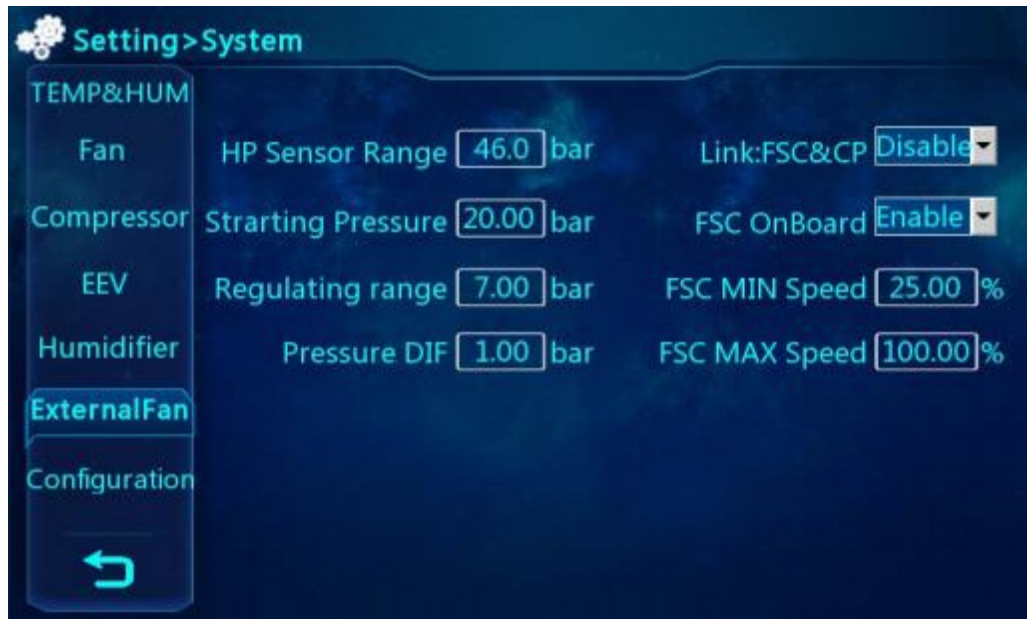 Setting>System
TEMP&HUM
Fan
Compressor
EEV
Humidifier
ExternalFan
Configuration
HP Sensor Range 46.0 bar
Link:FSC&CP Disable
Strarting Pressure 20.00 bar
FSC OnBoard Enable
Regulating range 7.00 bar
FSC MIN Speed 25.00 %
Pressure DIF 1.00 bar
FSC MAX Speed 100.00 %